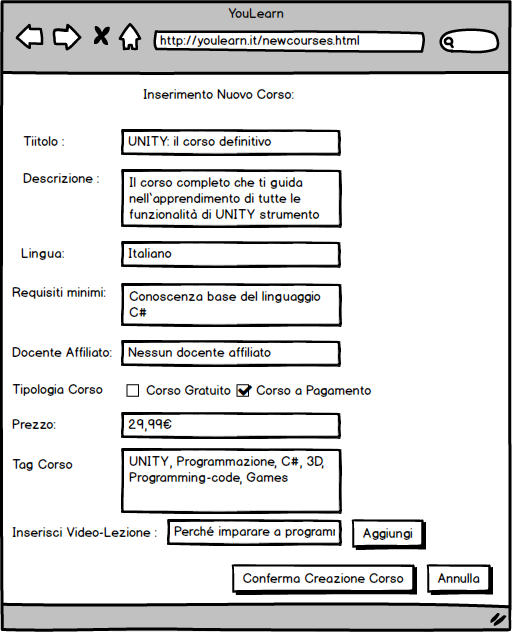 YouLearn
http://youlearn.it/newcourses.html
Inserimento Nuovo Corso:
Tiitolo :
UNITY: il corso definitivo
Descrizione :
Il corso completo che ti guida
nell`apprendimento di tutte le
funzionalità di UNITY strumento
Lingua:
Italiano
Requisiti minimi:
Conoscenza base del linguaggio
C#
Docente Affiliato:
Nessun docente affiliato
Tipologia Corso
Corso Gratuito
Corso a Pagamento
Prezzo:
29,99€
Tag Corso
UNITY, Programmazione, C#, 3D,
Programming-code, Games
Inserisci Video-Lezione :
Perché imparare a programm
Aggiungi
Conferma Creazione Corso
Annulla